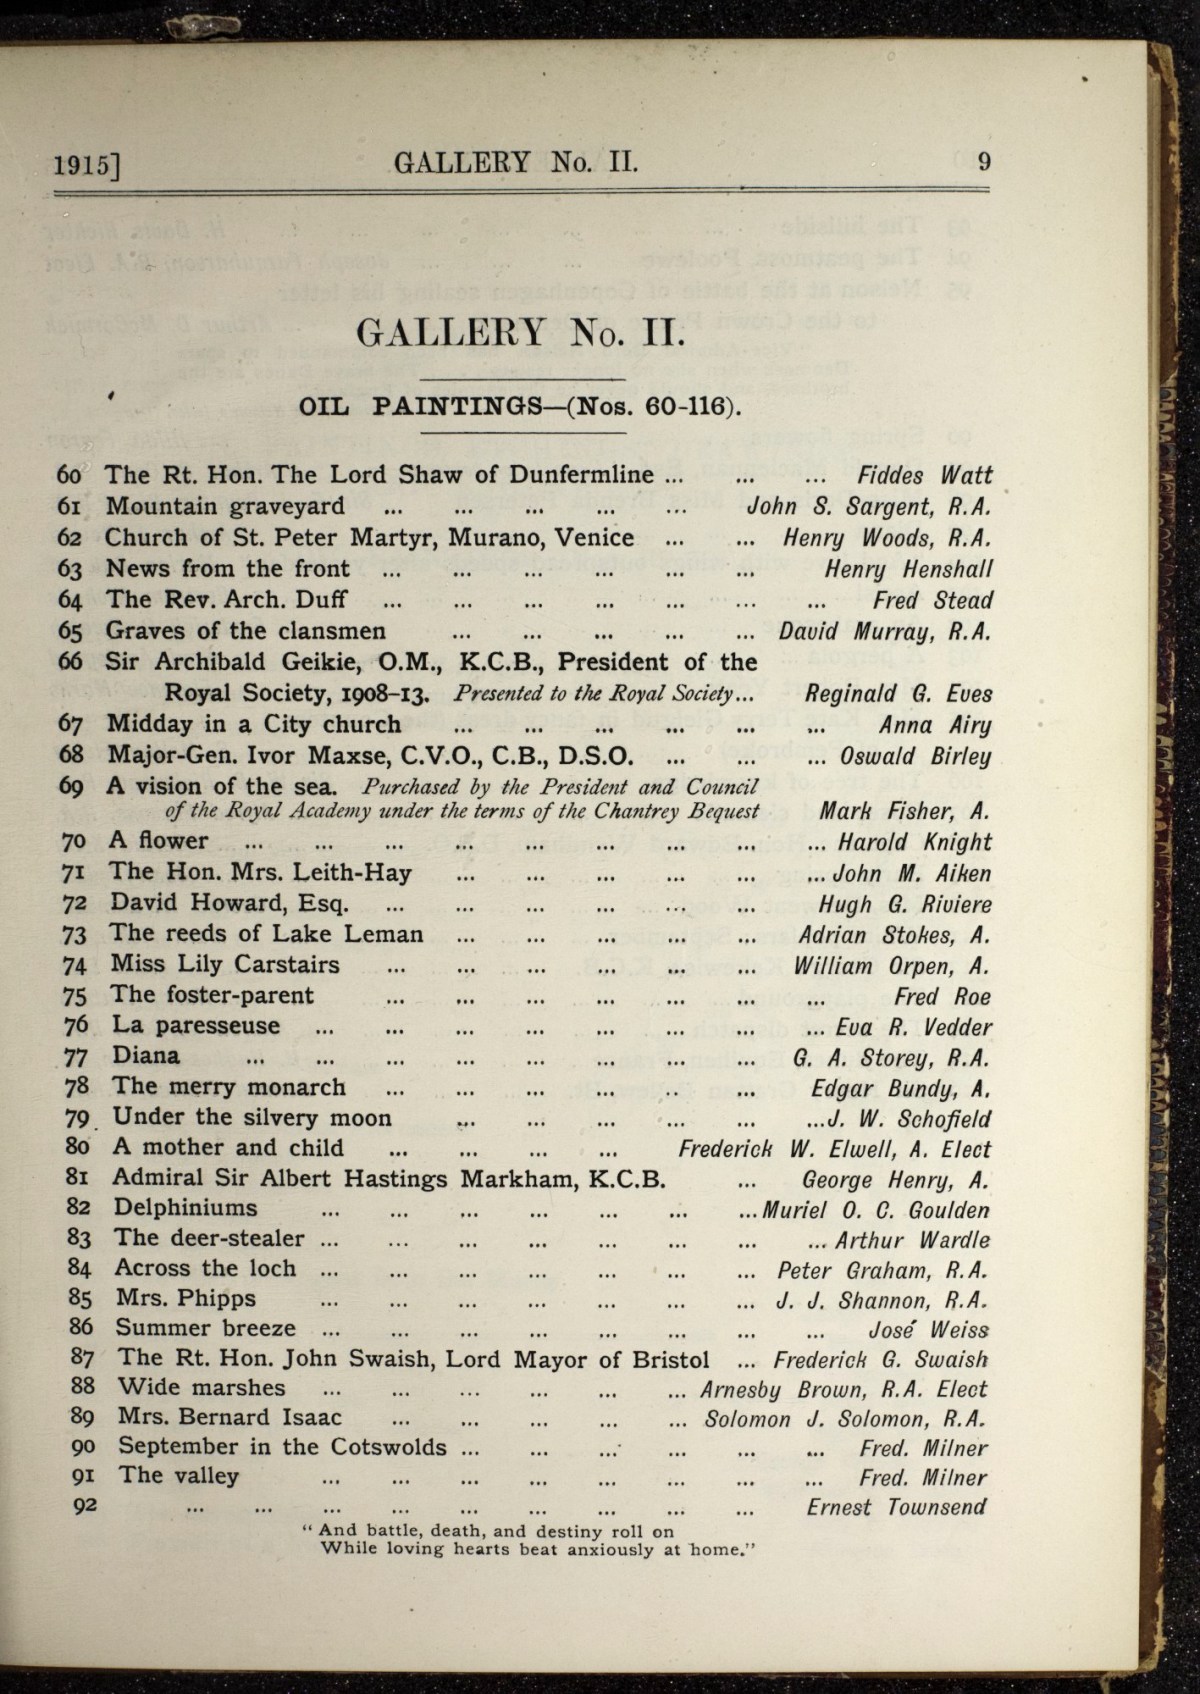 1915] GALLERY No. II. 9
GALLERY No. II.
OIL PAINTINGS—(Nos. 60-116).
60 The Rt. Hon. The Lord Shaw of Dunfermline ... ... ... Fiddes Watt
61 Mountain graveyard ... ... ... ... ... John S. Sargent, R.A.
62 Church of St. Peter Martyr, Murano, Venice ... ... Henry Woods, R.A.
63 News from the front ... ... ... ... ... ... Henry Henshall
64 The Rev. Arch. Duff ... ... ... ... ... ... ... Fred Stead
65 Graves of the clansmen ... ... ... ... ... David Murray, R.A.
66 Sir Archibald Geikie, O.M., K.C.B., President of the
Royal Society, 1908-13. Presented to the Royal Society... Reginald G. Eves
67 Midday in a City church ... ... ... ... ... ... Anna Airy
68 Major-Gen. Ivor Maxse, C.V.O., C.B., D.S.O. ... ... ... Oswald Birley
69 A vision of the sea. Purchased by the President and Council
of the Royal Academy under the terms of the Chantrey Bequest Mark Fisher, A.
70 A flower ... ... ... ... ... ... ... ... ... Harold Knight
71 The Hon. Mrs. Leith-Hay ... ... ... ... ... ... John M. Aiken
72 David Howard, Esq. ... ... ... ... ... ... Hugh G. Riviere
73 The reeds of Lake Leman ... ... ... ... ... Adrian Stokes, A.
74 Miss Lily Carstairs ... ... ... ... ... ... William Orpen, A.
75 The foster-parent ... ... ... ... ... ... ... Fred Roe
76 La paresseuse ... ... ... ... ... ... ... ... Eva R. Vedder
77 Diana ... ... ... ... ... ... ... ... G. A. Storey, R.A.
78 The merry monarch ... ... ... ... .. ... Edgar Bundy, A.
79 Under the silvery moon ... ... ... ... ... ...J. W. Schofield
80 A mother and child ... ... ... ... Frederick W. Elwell, A. Elect
81 Admiral Sir Albert Hastings Markham, K.C.B. ... George Henry, A.
82 Delphiniums ... ... ... ... ... ... ... Muriel O. C. Goulden
83 The deer-stealer ... ... ... ... ... ... ... ... Arthur Wardle
84 Across the loch ... ... ... ... ... ... ... Peter Graham, R.A.
85 Mrs. Phipps ... ... ... ... ... ... ... J. J. Shannon, R.A.
86 Summer breeze ... ... ... ... ... ... ... ... José Weiss
87 The Rt. Hon. John Swaish, Lord Mayor of Bristol ... Frederick G. Swaish
88 Wide marshes ... ... ... ... ... ... Arnesby Brown, R.A. Elect
89 Mrs. Bernard Isaac ... ... ... ... ... Solomon J. Solomon, R.A.
90 September in the Cotswolds ... ... ... ... ... ... Fred. Milner
91 The valley ... ... ... ... ... ... ... ... Fred. Milner
92 ... ... ... ... ... ... ... ... ... Ernest Townsend
“ And battle, death, and destiny roll on
While loving hearts beat anxiously at home.”